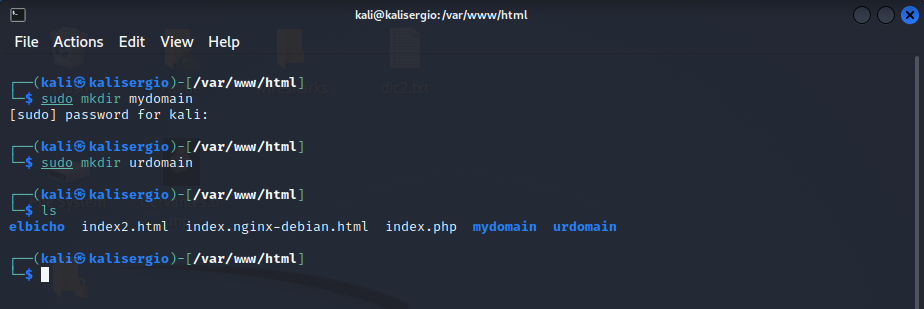 kali@kalisergio:/var/www/html
File Actions Edit View Help
┌──(kali㉿kalisergio)-[/var/www/html]
└─$ sudo mkdir mydomain
[sudo] password for kali:
┌──(kali㉿kalisergio)-[/var/www/html]
└─$ sudo mkdir urdomain
┌──(kali㉿kalisergio)-[/var/www/html]
└─$ ls
elbicho index2.html index.nginx-debian.html index.php mydomain urdomain
┌──(kali㉿kalisergio)-[/var/www/html]
└─$
dic2.txt